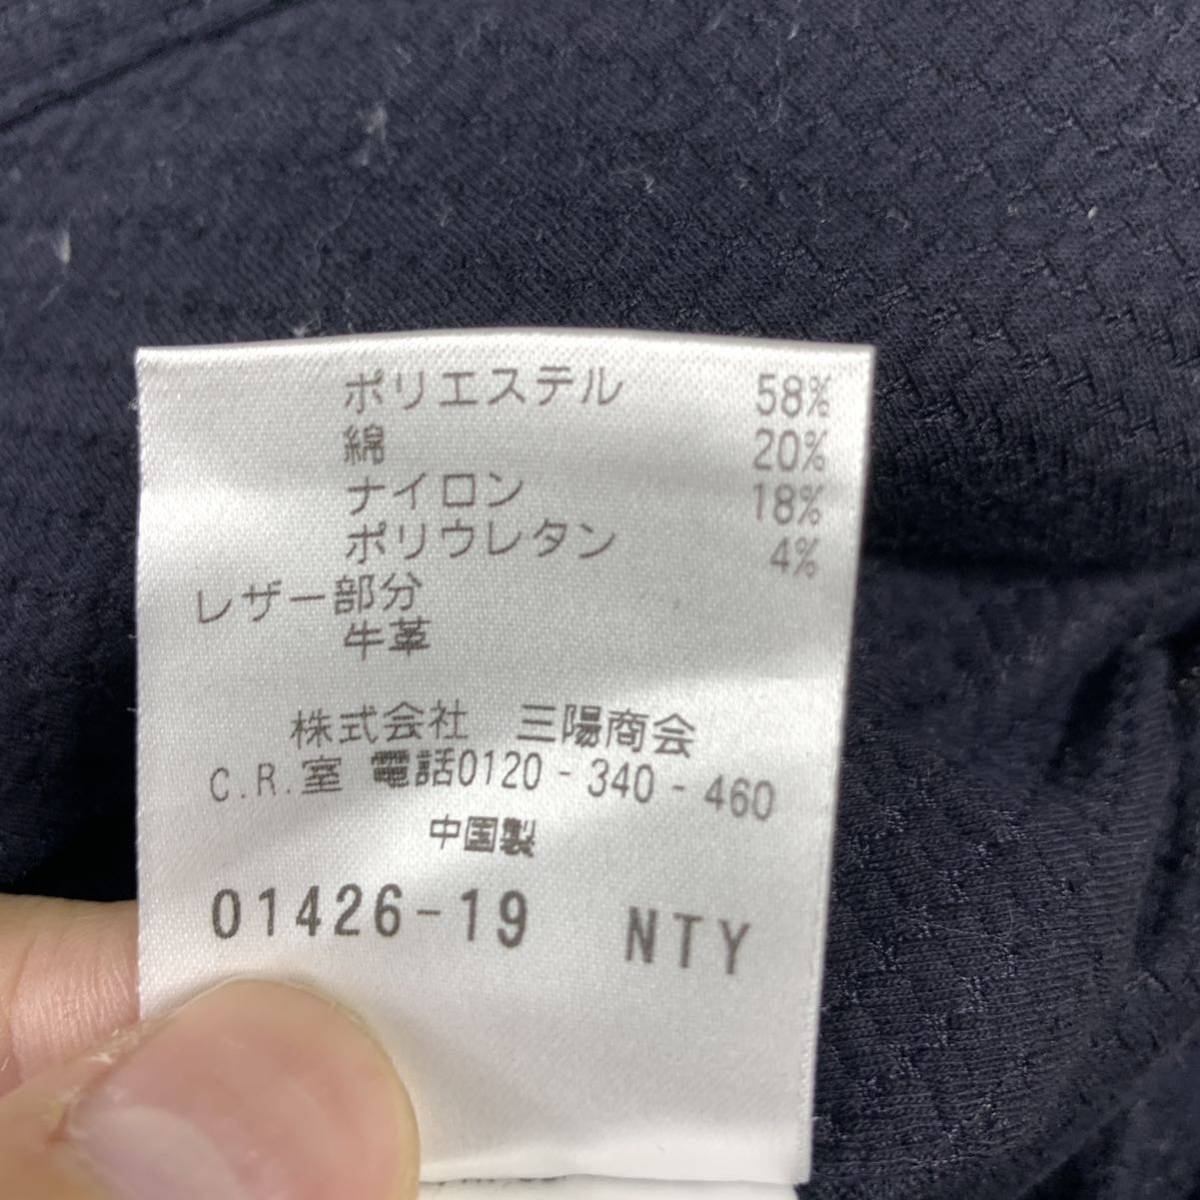 ポリエステル 58%
綿 20%
ナイロン 18%
ポリウレタン 4%
レザー部分
牛革
株式会社 三陽商会
C.R.室 電話0120-340-460
中国製
01426-19 NTY